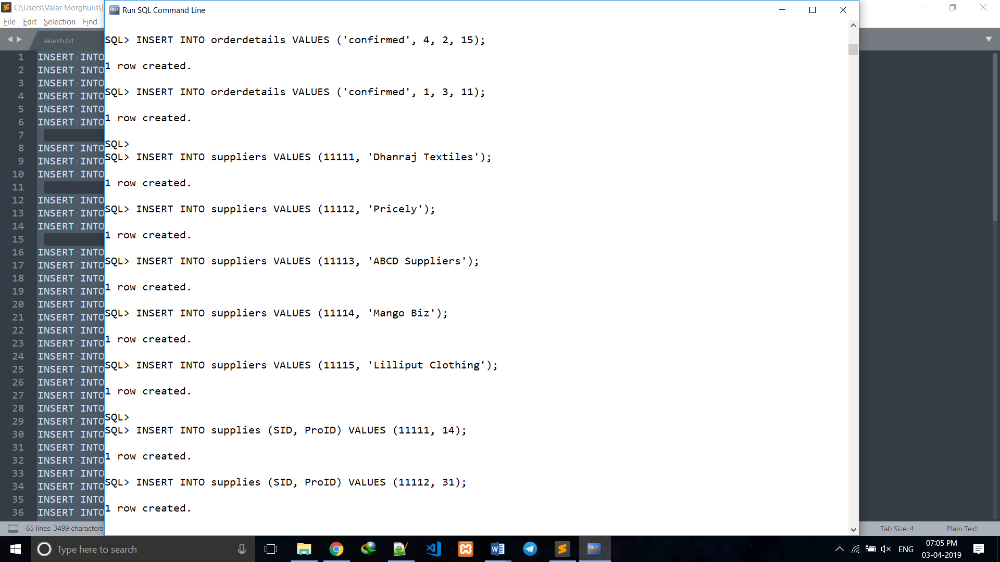 C:\Users\Valar Morghulis\
File Edit Selection Find
akarsh.txt
1 INSERT INTO
2 INSERT INTO
3 INSERT INTO
4 INSERT INTO
5 INSERT INTO
6 INSERT INTO
7
8 INSERT INTO
9 INSERT INTO
10 INSERT INTO
11
12 INSERT INTO
13 INSERT INTO
14 INSERT INTO
15
16 INSERT INTO
17 INSERT INTO
18 INSERT INTO
19 INSERT INTO
20 INSERT INTO
21 INSERT INTO
22 INSERT INTO
23 INSERT INTO
24 INSERT INTO
25 INSERT INTO
26 INSERT INTO
27 INSERT INTO
28 INSERT INTO
29 INSERT INTO
30 INSERT INTO
31 INSERT INTO
32 INSERT INTO
33 INSERT INTO
34 INSERT INTO
35 INSERT INTO
36 INSERT INTO
65 lines, 3499 characters
Run SQL Command Line
SQL> INSERT INTO orderdetails VALUES ('confirmed', 4, 2, 15);
1 row created.
SQL> INSERT INTO orderdetails VALUES ('confirmed', 1, 3, 11);
1 row created.
SQL>
SQL> INSERT INTO suppliers VALUES (11111, 'Dhanraj Textiles');
1 row created.
SQL> INSERT INTO suppliers VALUES (11112, 'Pricely');
1 row created.
SQL> INSERT INTO suppliers VALUES (11113, 'ABCD Suppliers');
1 row created.
SQL> INSERT INTO suppliers VALUES (11114, 'Mango Biz');
1 row created.
SQL> INSERT INTO suppliers VALUES (11115, 'Lilliput Clothing');
1 row created.
SQL>
SQL> INSERT INTO supplies (SID, ProID) VALUES (11111, 14);
1 row created.
SQL> INSERT INTO supplies (SID, ProID) VALUES (11112, 31);
1 row created.
Tab Size: 4 Plain Text
Type here to search
ENG
07:05 PM
03-04-2019